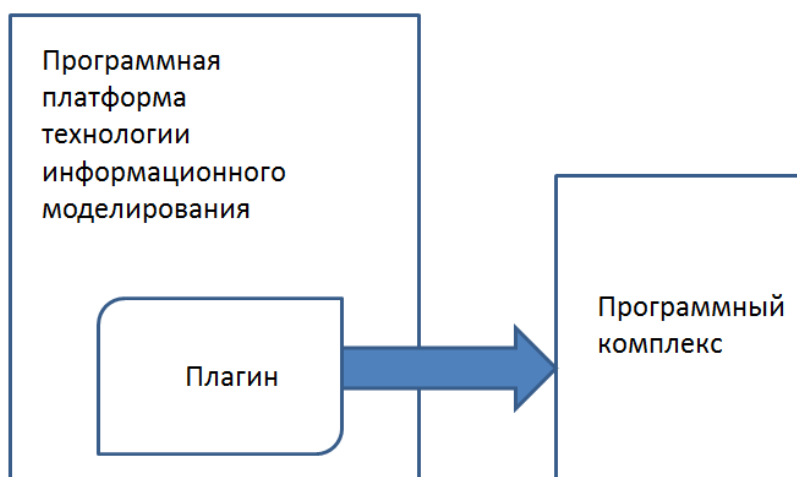 Программная
платформа
технологии
информационного
моделирования
Плагин
Программный
комплекс